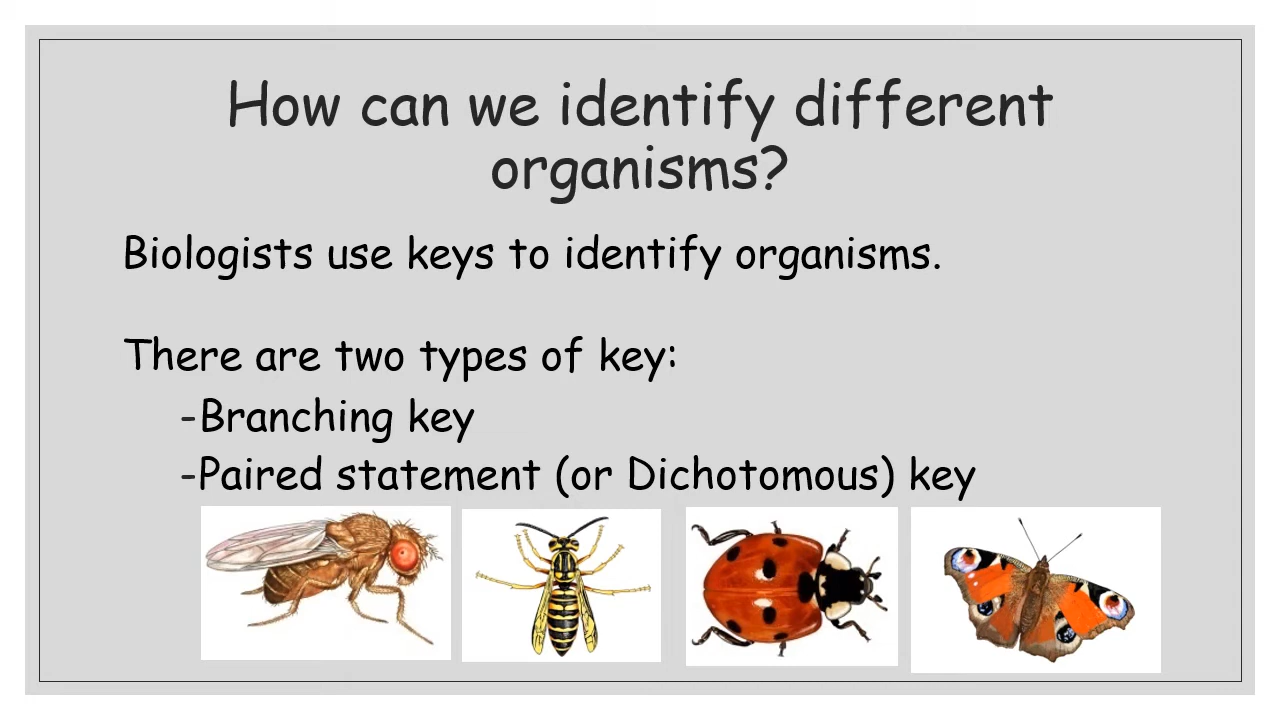 How can we identify different
organisms?
Biologists use keys to identify organisms.
There are two types of key:
-Branching key
-Paired statement (or Dichotomous) key